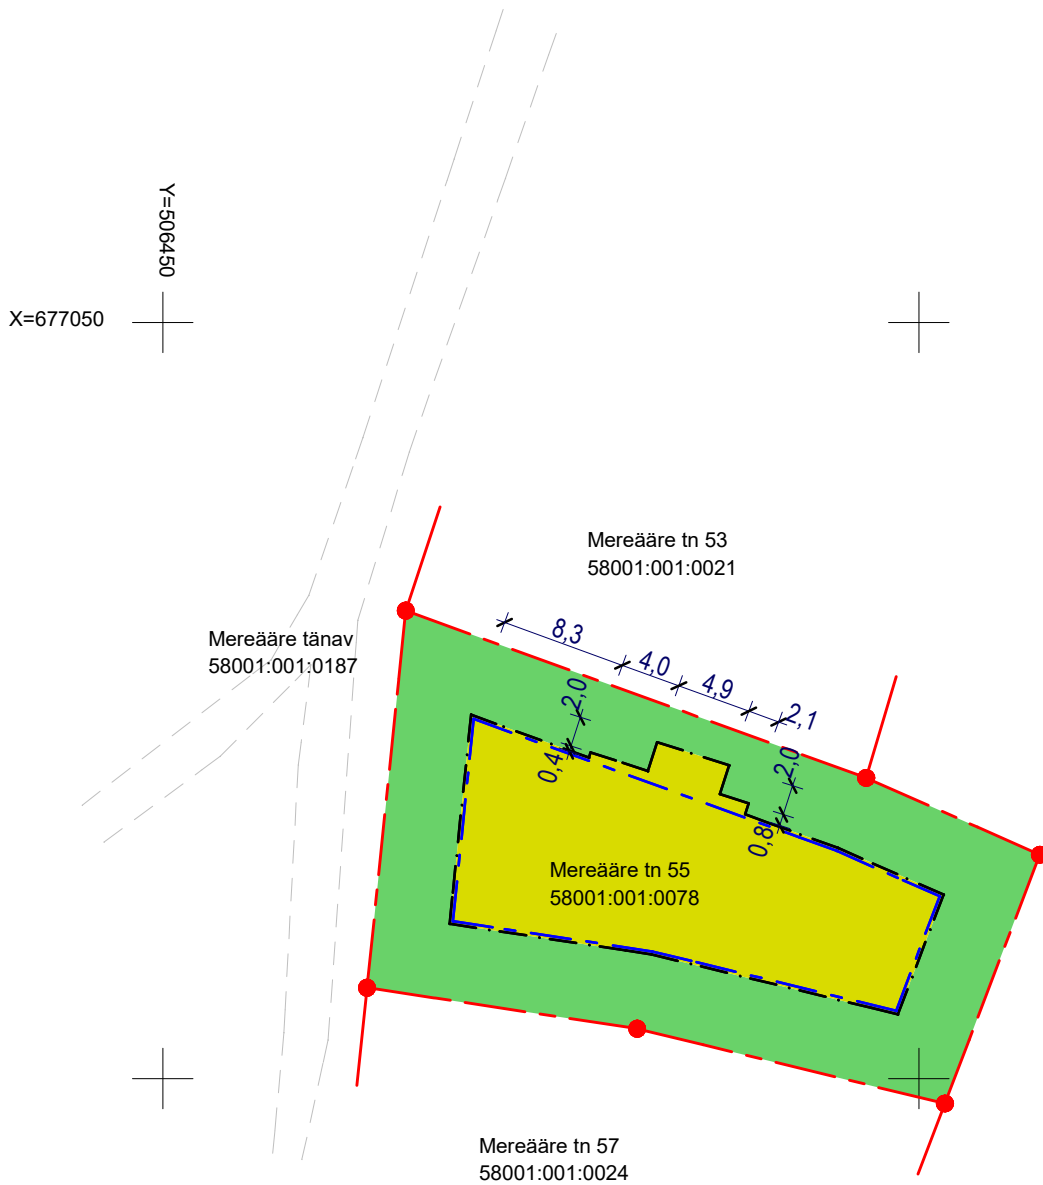 Y=506450
X=677050
Mereääre tn 53
58001:001:0021
Mereääre tänav
58001:001:0187
8,3
4,0
4,9
2,1
2,0
0,4
2,0
0,8
Mereääre tn 55
58001:001:0078
Mereääre tn 57
58001:001:0024